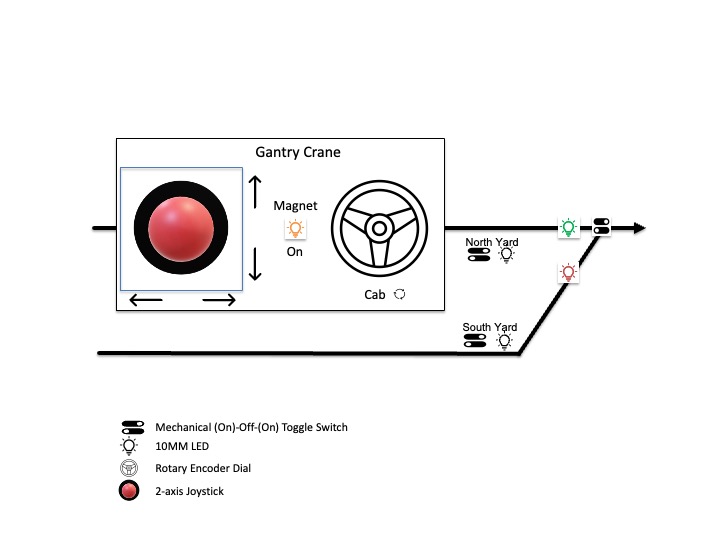 Gantry Crane
Magnet
On
Cab
North Yard
South Yard
Mechanical (On)-Off-(On) Toggle Switch
10MM LED
Rotary Encoder Dial
2-axis Joystick